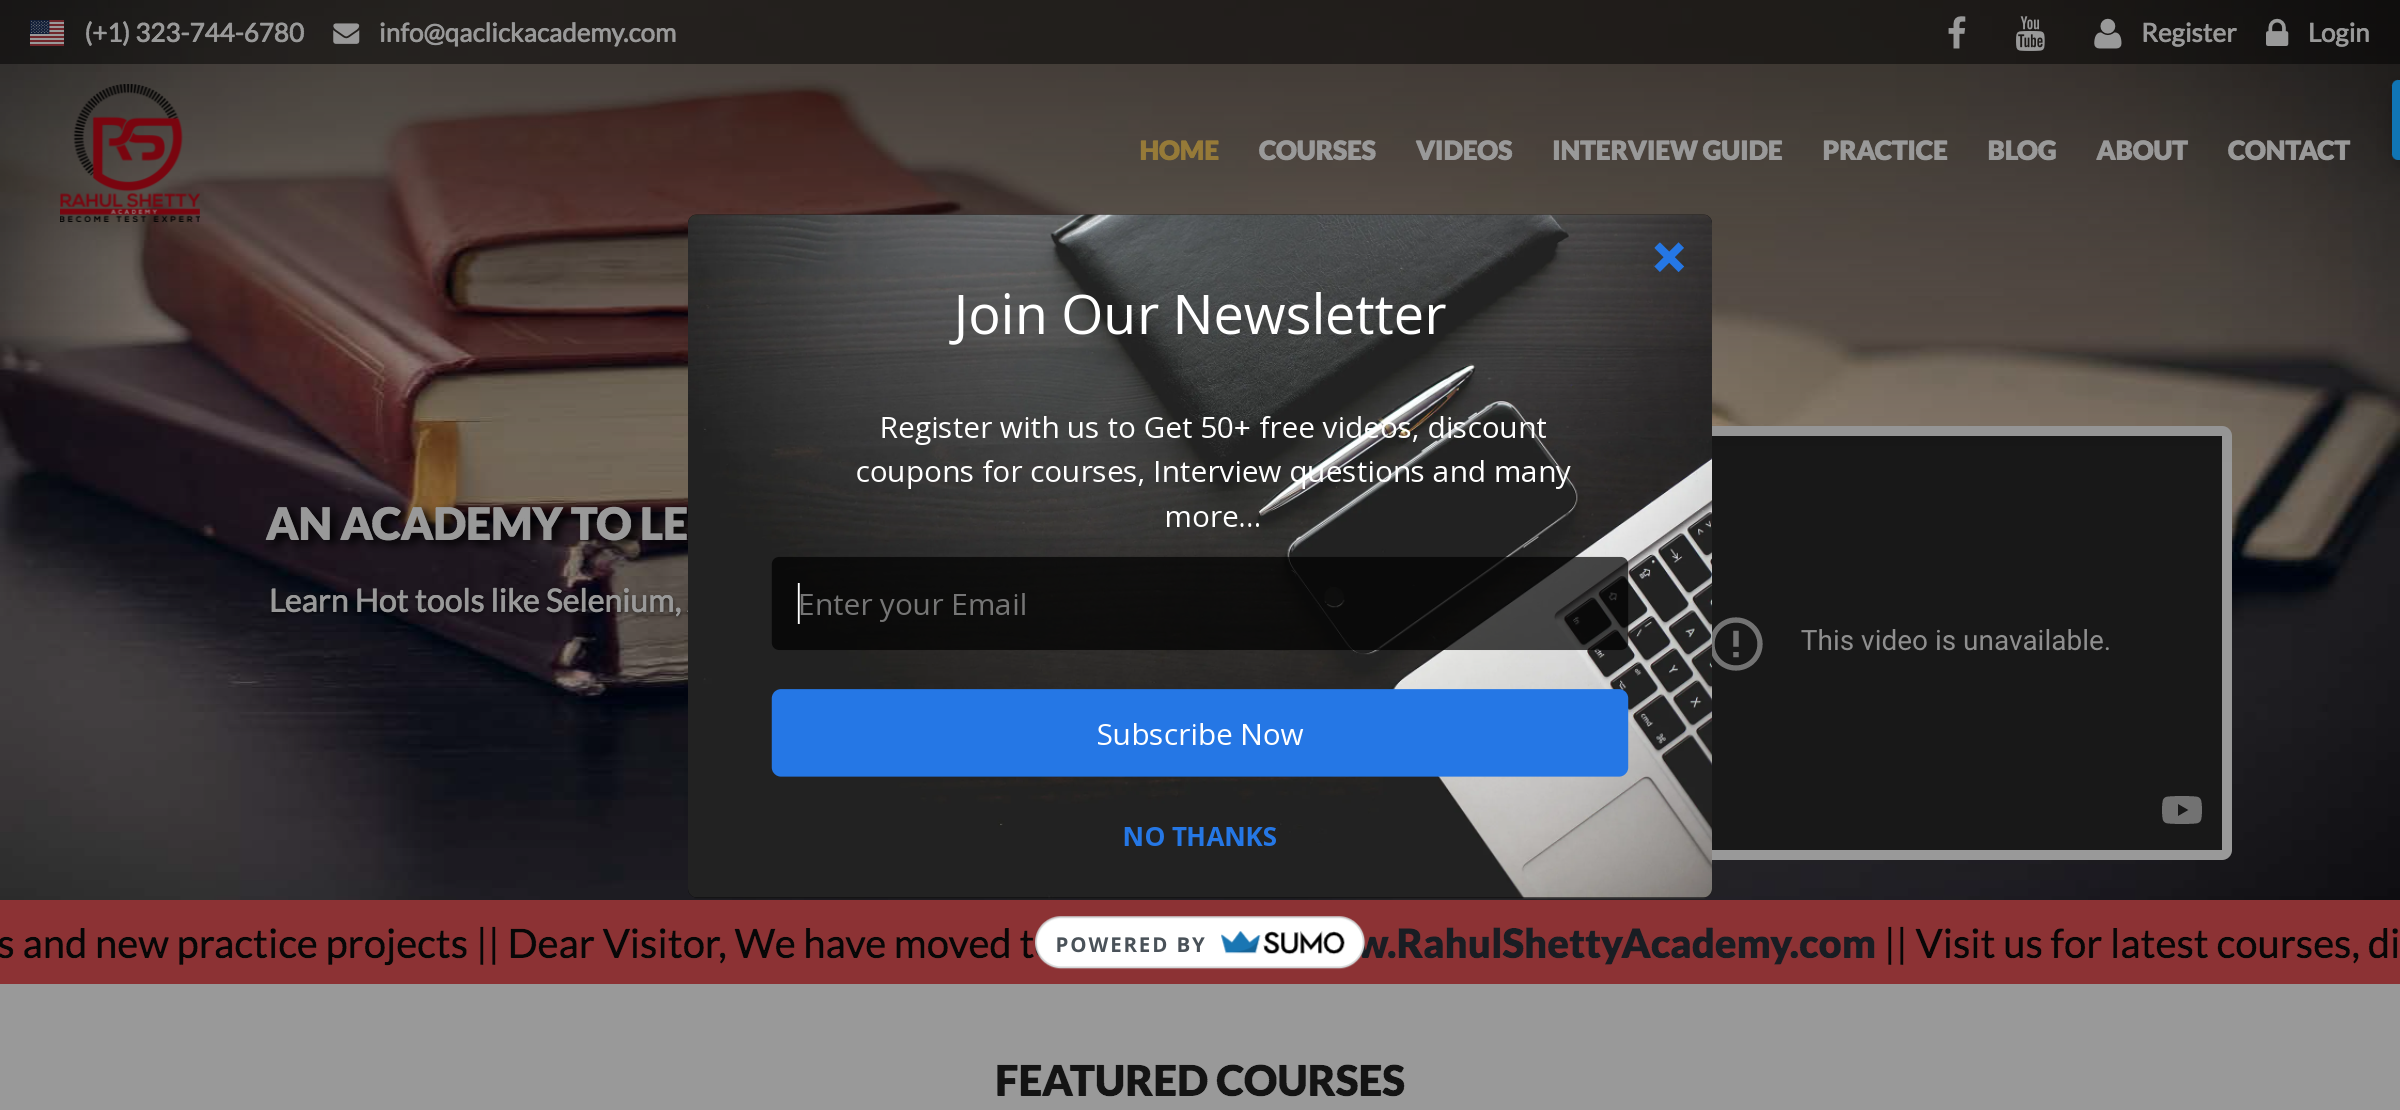 (+1) 323-744-6780 info@qaclickacademy.com
You Tube Register Login
RAHUL SHETTY
ACADEMY
BECOME TEST EXPERT
HOME COURSES VIDEOS INTERVIEW GUIDE PRACTICE BLOG ABOUT CONTACT
Join Our Newsletter
Register with us to Get 50+ free videos, discount
coupons for courses, Interview questions and many
more...
Enter your Email
Subscribe Now
NO THANKS
AN ACADEMY TO LE
Learn Hot tools like Selenium,
This video is unavailable.
s and new practice projects || Dear Visitor, We have moved t
POWERED BY SUMO
w.RahulShettyAcademy.com || Visit us for latest courses, di
FEATURED COURSES